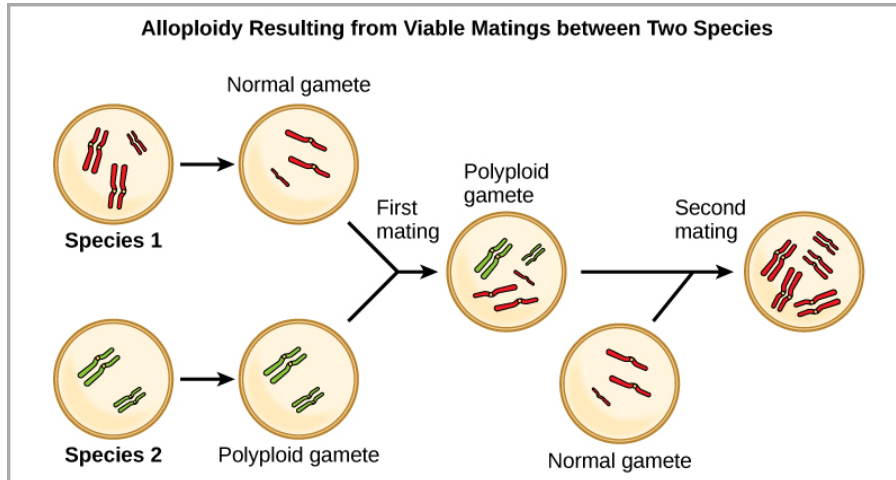 Alloploidy Resulting from Viable Matings between Two Species
Normal gamete
Species 1
First
mating
Polyploid
gamete
Second
mating
Species 2
Polyploid gamete
Normal gamete